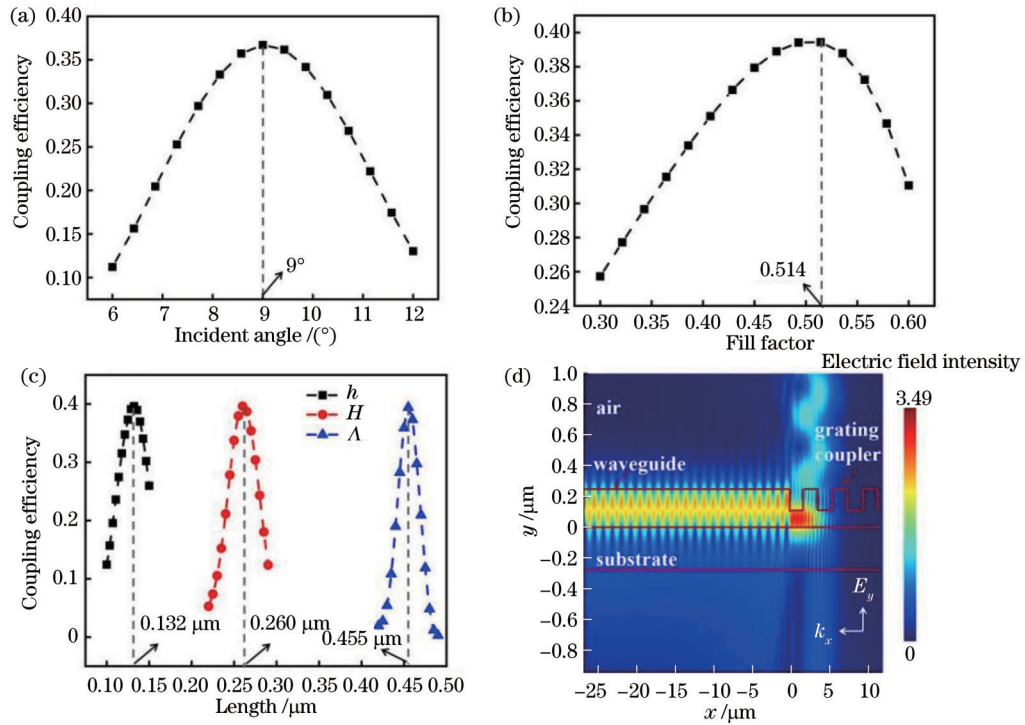 (a)
0.40
0.35
0.30
0.25
0.20
0.15
0.10
Coupling efficiency
9°
6 7 8 9 10 11 12
Incident angle /(°)
(b)
0.40
0.38
0.36
0.34
0.32
0.30
0.28
0.26
0.24
Coupling efficiency
0.514
0.30 0.35 0.40 0.45 0.50 0.55 0.60
Fill factor
(c)
0.4
0.3
0.2
0.1
0
Coupling efficiency
h
H
Λ
0.132 μm
0.260 μm
0.455 μm
0.10 0.15 0.20 0.25 0.30 0.35 0.40 0.45 0.50
Length /μm
(d)
Electric field intensity
3.49
0
1.0
0.8
0.6
0.4
0.2
0
−0.2
−0.4
−0.6
−0.8
y /μm
air
grating
coupler
waveguide
substrate
E_y
k_x
−25 −20 −15 −10 −5 0 5 10
x /μm